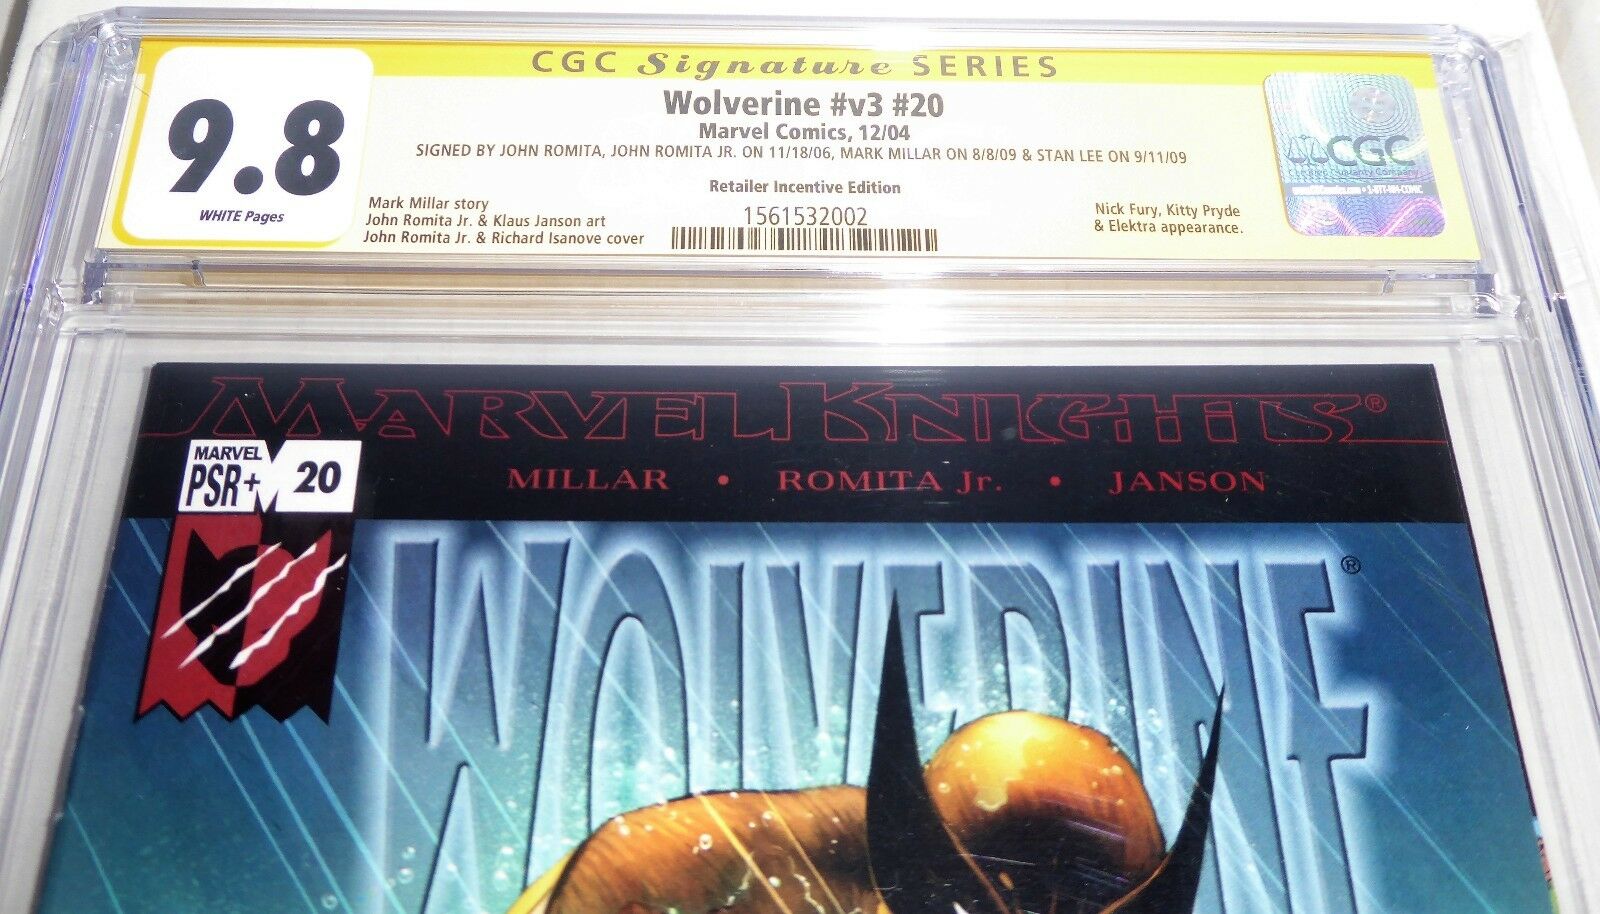 CGC Signature SERIES
9.8
WHITE Pages
Wolverine #v3 #20
Marvel Comics, 12/04
SIGNED BY JOHN ROMITA, JOHN ROMITA JR. ON 11/18/06, MARK MILLAR ON 8/8/09 & STAN LEE ON 9/11/09
Retailer Incentive Edition
Mark Millar story
John Romita Jr. & Klaus Janson art
John Romita Jr. & Richard Isanove cover
1561532002
Nick Fury, Kitty Pryde
& Elektra appearance.
CGC
MARVEL KNIGHTS®
MARVEL
PSR+
20
MILLAR • ROMITA Jr. • JANSON
WOLVERINE®